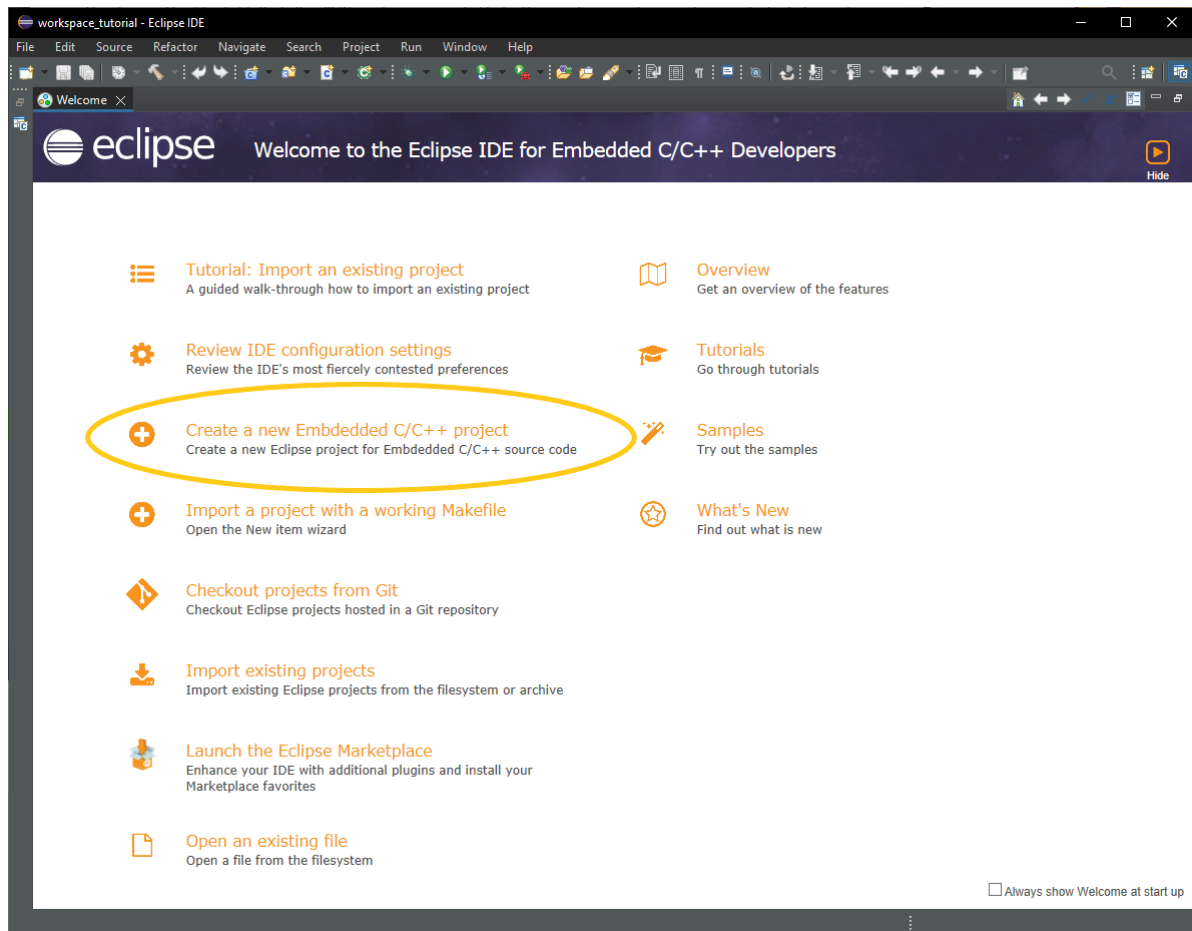 workspace_tutorial - Eclipse IDE
File Edit Source Refactor Navigate Search Project Run Window Help
Welcome
eclipse Welcome to the Eclipse IDE for Embedded C/C++ Developers
Hide
Tutorial: Import an existing project
A guided walk-through how to import an existing project
Review IDE configuration settings
Review the IDE's most fiercely contested preferences
Create a new Embdedded C/C++ project
Create a new Eclipse project for Embdedded C/C++ source code
Import a project with a working Makefile
Open the New item wizard
Checkout projects from Git
Checkout Eclipse projects hosted in a Git repository
Import existing projects
Import existing Eclipse projects from the filesystem or archive
Launch the Eclipse Marketplace
Enhance your IDE with additional plugins and install your
Marketplace favorites
Open an existing file
Open a file from the filesystem
Overview
Get an overview of the features
Tutorials
Go through tutorials
Samples
Try out the samples
What's New
Find out what is new
Always show Welcome at start up